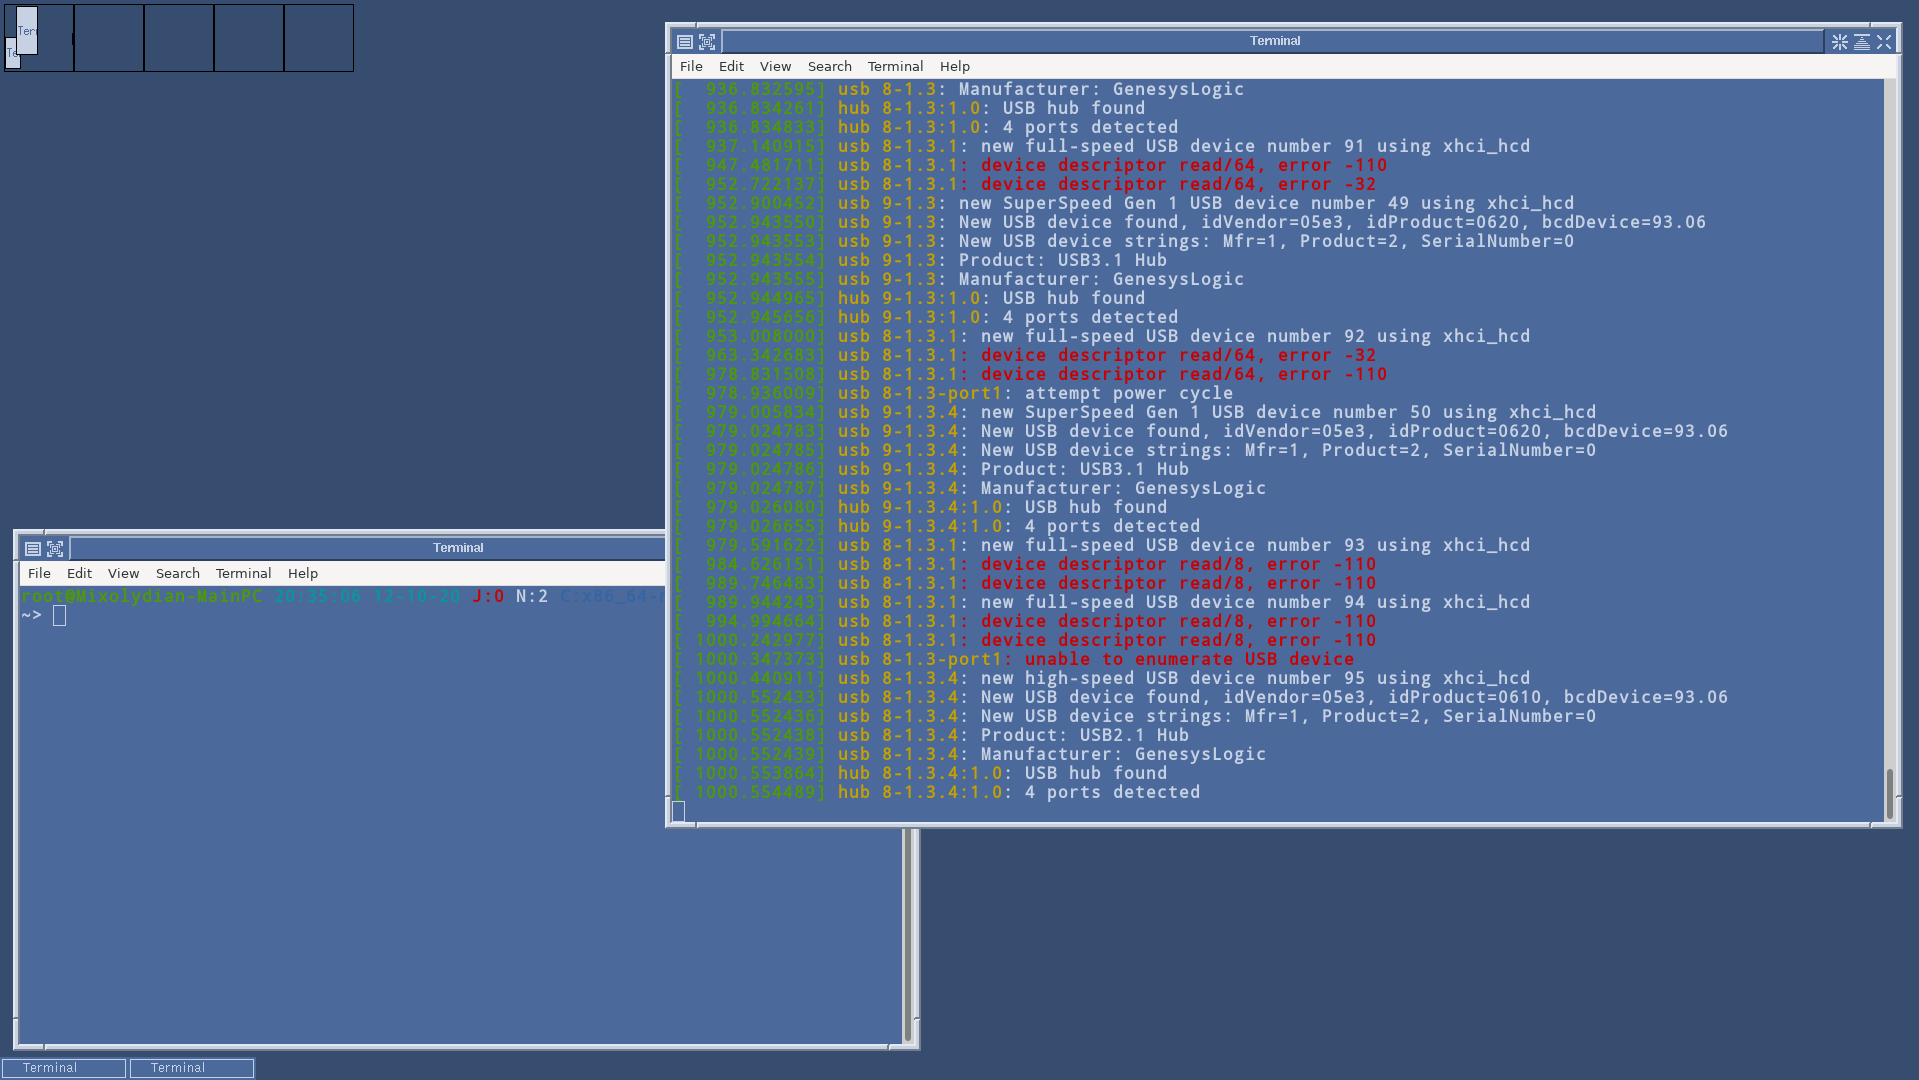 Term
Te
Terminal
File Edit View Search Terminal Help
[  936.832595] usb 8-1.3: Manufacturer: GenesysLogic
[  936.834261] hub 8-1.3:1.0: USB hub found
[  936.834833] hub 8-1.3:1.0: 4 ports detected
[  937.140915] usb 8-1.3.1: new full-speed USB device number 91 using xhci_hcd
[  947.481711] usb 8-1.3.1: device descriptor read/64, error -110
[  952.722137] usb 8-1.3.1: device descriptor read/64, error -32
[  952.900452] usb 9-1.3: new SuperSpeed Gen 1 USB device number 49 using xhci_hcd
[  952.943550] usb 9-1.3: New USB device found, idVendor=05e3, idProduct=0620, bcdDevice=93.06
[  952.943553] usb 9-1.3: New USB device strings: Mfr=1, Product=2, SerialNumber=0
[  952.943554] usb 9-1.3: Product: USB3.1 Hub
[  952.943555] usb 9-1.3: Manufacturer: GenesysLogic
[  952.944965] hub 9-1.3:1.0: USB hub found
[  952.945656] hub 9-1.3:1.0: 4 ports detected
[  953.008000] usb 8-1.3.1: new full-speed USB device number 92 using xhci_hcd
[  963.342683] usb 8-1.3.1: device descriptor read/64, error -32
[  978.831508] usb 8-1.3.1: device descriptor read/64, error -110
[  978.936009] usb 8-1.3-port1: attempt power cycle
[  979.005834] usb 9-1.3.4: new SuperSpeed Gen 1 USB device number 50 using xhci_hcd
[  979.024783] usb 9-1.3.4: New USB device found, idVendor=05e3, idProduct=0620, bcdDevice=93.06
[  979.024785] usb 9-1.3.4: New USB device strings: Mfr=1, Product=2, SerialNumber=0
[  979.024786] usb 9-1.3.4: Product: USB3.1 Hub
[  979.024787] usb 9-1.3.4: Manufacturer: GenesysLogic
[  979.026080] hub 9-1.3.4:1.0: USB hub found
[  979.026855] hub 9-1.3.4:1.0: 4 ports detected
[  979.591622] usb 8-1.3.1: new full-speed USB device number 93 using xhci_hcd
[  984.626151] usb 8-1.3.1: device descriptor read/8, error -110
[  989.746483] usb 8-1.3.1: device descriptor read/8, error -110
[  989.944243] usb 8-1.3.1: new full-speed USB device number 94 using xhci_hcd
[  994.994664] usb 8-1.3.1: device descriptor read/8, error -110
[ 1000.242977] usb 8-1.3.1: device descriptor read/8, error -110
[ 1000.347373] usb 8-1.3-port1: unable to enumerate USB device
[ 1000.440911] usb 8-1.3.4: new high-speed USB device number 95 using xhci_hcd
[ 1000.552433] usb 8-1.3.4: New USB device found, idVendor=05e3, idProduct=0610, bcdDevice=93.06
[ 1000.552436] usb 8-1.3.4: New USB device strings: Mfr=1, Product=2, SerialNumber=0
[ 1000.552438] usb 8-1.3.4: Product: USB2.1 Hub
[ 1000.552439] usb 8-1.3.4: Manufacturer: GenesysLogic
[ 1000.553864] hub 8-1.3.4:1.0: USB hub found
[ 1000.554489] hub 8-1.3.4:1.0: 4 ports detected
Terminal
File Edit View Search Terminal Help
root@Mixolydian-MainPC 20:35:06 12-10-20 J:0 N:2 C:x86_64-
~>
Terminal Terminal